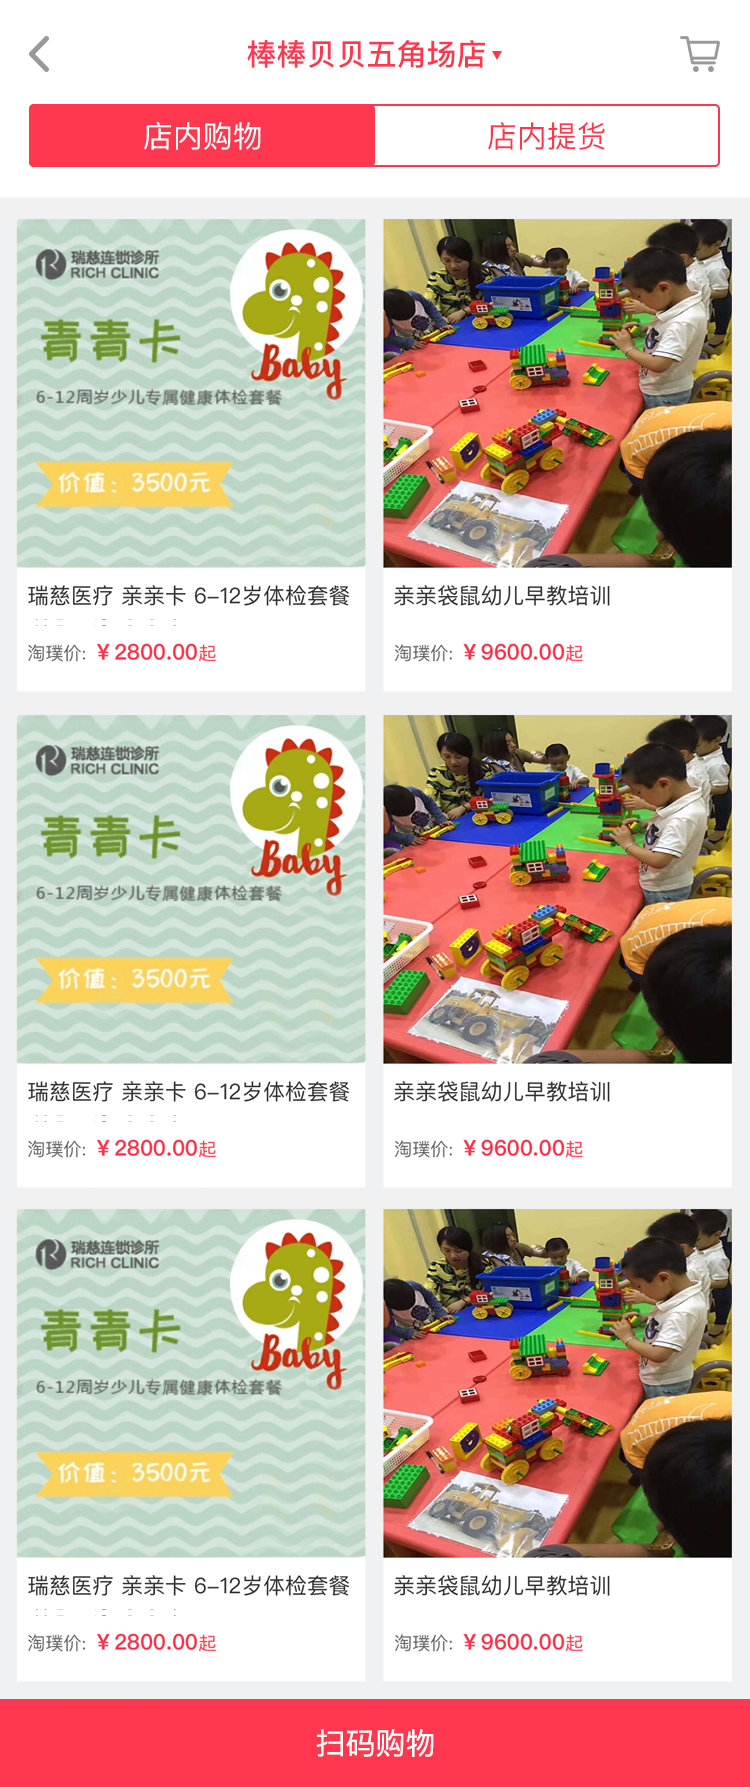 棒棒贝贝五角场店
店内购物
店内提货
瑞慈连锁诊所
RICH CLINIC
青青卡
Baby
6-12周岁少儿专属健康体检套餐
价值：3500元
瑞慈医疗 亲亲卡 6-12岁体检套餐
淘璞价: ¥2800.00起
亲亲袋鼠幼儿早教培训
淘璞价: ¥9600.00起
瑞慈连锁诊所
RICH CLINIC
青青卡
Baby
6-12周岁少儿专属健康体检套餐
价值：3500元
瑞慈医疗 亲亲卡 6-12岁体检套餐
淘璞价: ¥2800.00起
亲亲袋鼠幼儿早教培训
淘璞价: ¥9600.00起
瑞慈连锁诊所
RICH CLINIC
青青卡
Baby
6-12周岁少儿专属健康体检套餐
价值：3500元
瑞慈医疗 亲亲卡 6-12岁体检套餐
淘璞价: ¥2800.00起
亲亲袋鼠幼儿早教培训
淘璞价: ¥9600.00起
扫码购物